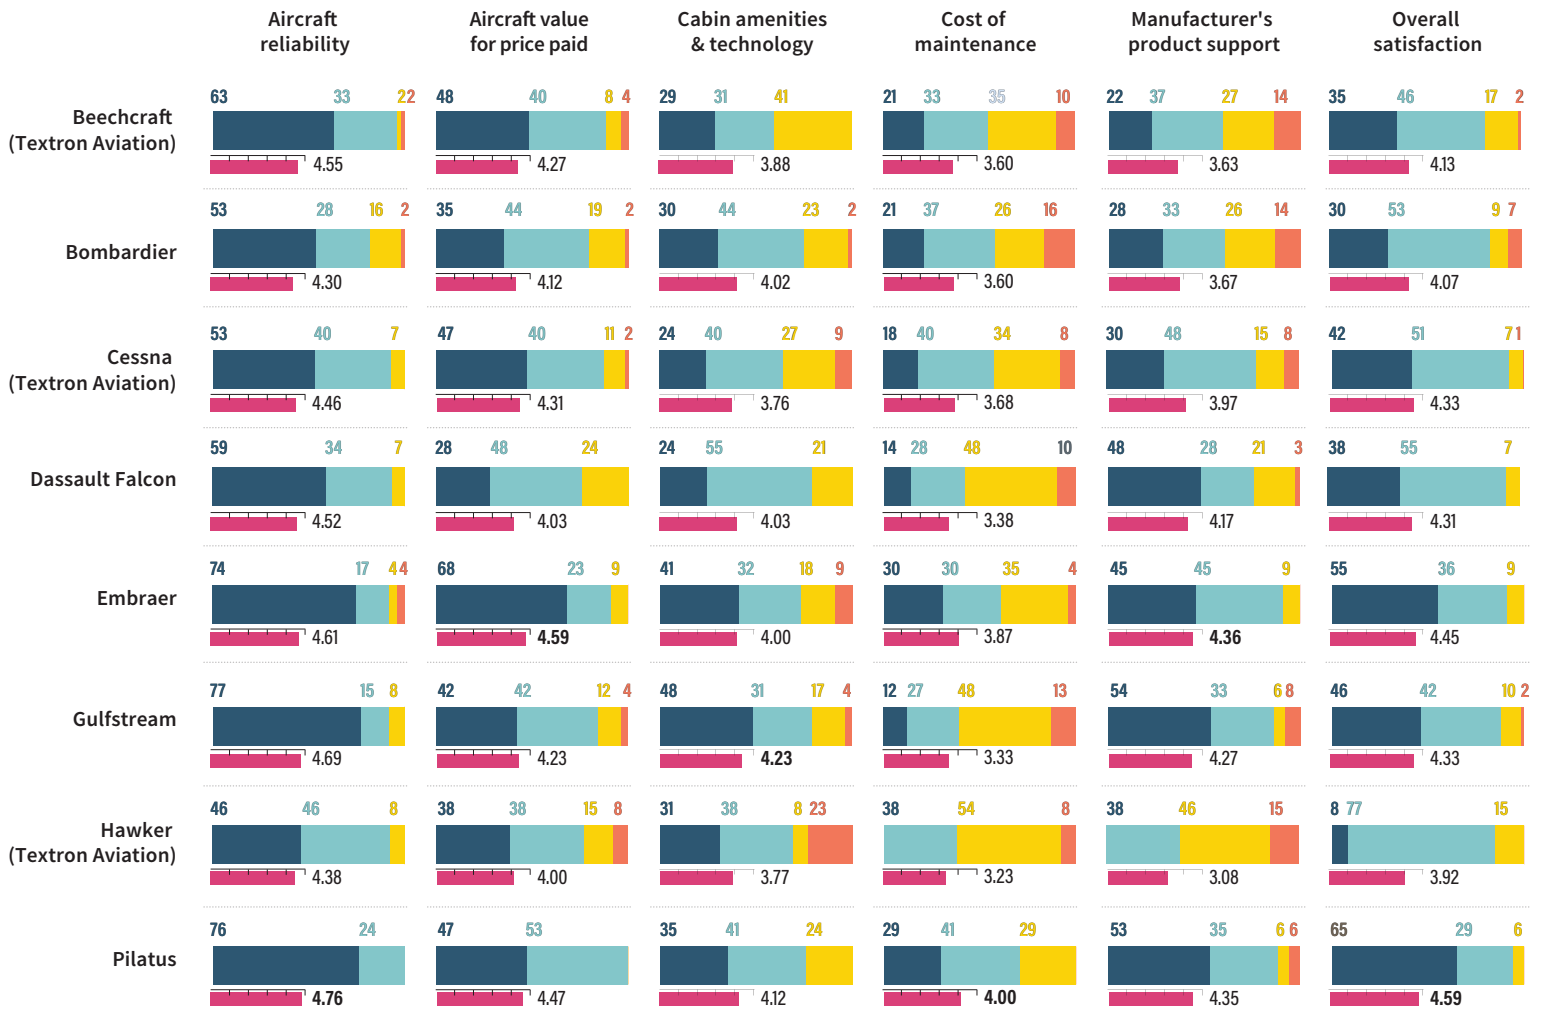 Aircraft reliability
Aircraft value for price paid
Cabin amenities & technology
Cost of maintenance
Manufacturer's product support
Overall satisfaction
Beechcraft
(Textron Aviation)
63 33 2 2
4.55
48 40 8 4
4.27
29 31 41
3.88
21 33 35 10
3.60
22 37 27 14
3.63
35 46 17 2
4.13
Bombardier
53 28 16 2
4.30
35 44 19 2
4.12
30 44 23 2
4.02
21 37 26 16
3.60
28 33 26 14
3.67
30 53 9 7
4.07
Cessna
(Textron Aviation)
53 40 7
4.46
47 40 11 2
4.31
24 40 27 9
3.76
18 40 34 8
3.68
30 48 15 8
3.97
42 51 7 1
4.33
Dassault Falcon
59 34 7
4.52
28 48 24
4.03
24 55 21
4.03
14 28 48 10
3.38
48 28 21 3
4.17
38 55 7
4.31
Embraer
74 17 4 4
4.61
68 23 9
4.59
41 32 18 9
4.00
30 30 35 4
3.87
45 45 9
4.36
55 36 9
4.45
Gulfstream
77 15 8
4.69
42 42 12 4
4.23
48 31 17 4
4.23
12 27 48 13
3.33
54 33 6 8
4.27
46 42 10 2
4.33
Hawker
(Textron Aviation)
46 46 8
4.38
38 38 15 8
4.00
31 38 8 23
3.77
38 54 8
3.23
38 46 15
3.08
8 77 15
3.92
Pilatus
76 24
4.76
47 53
4.47
35 41 24
4.12
29 41 29
4.00
53 35 6 6
4.35
65 29 6
4.59